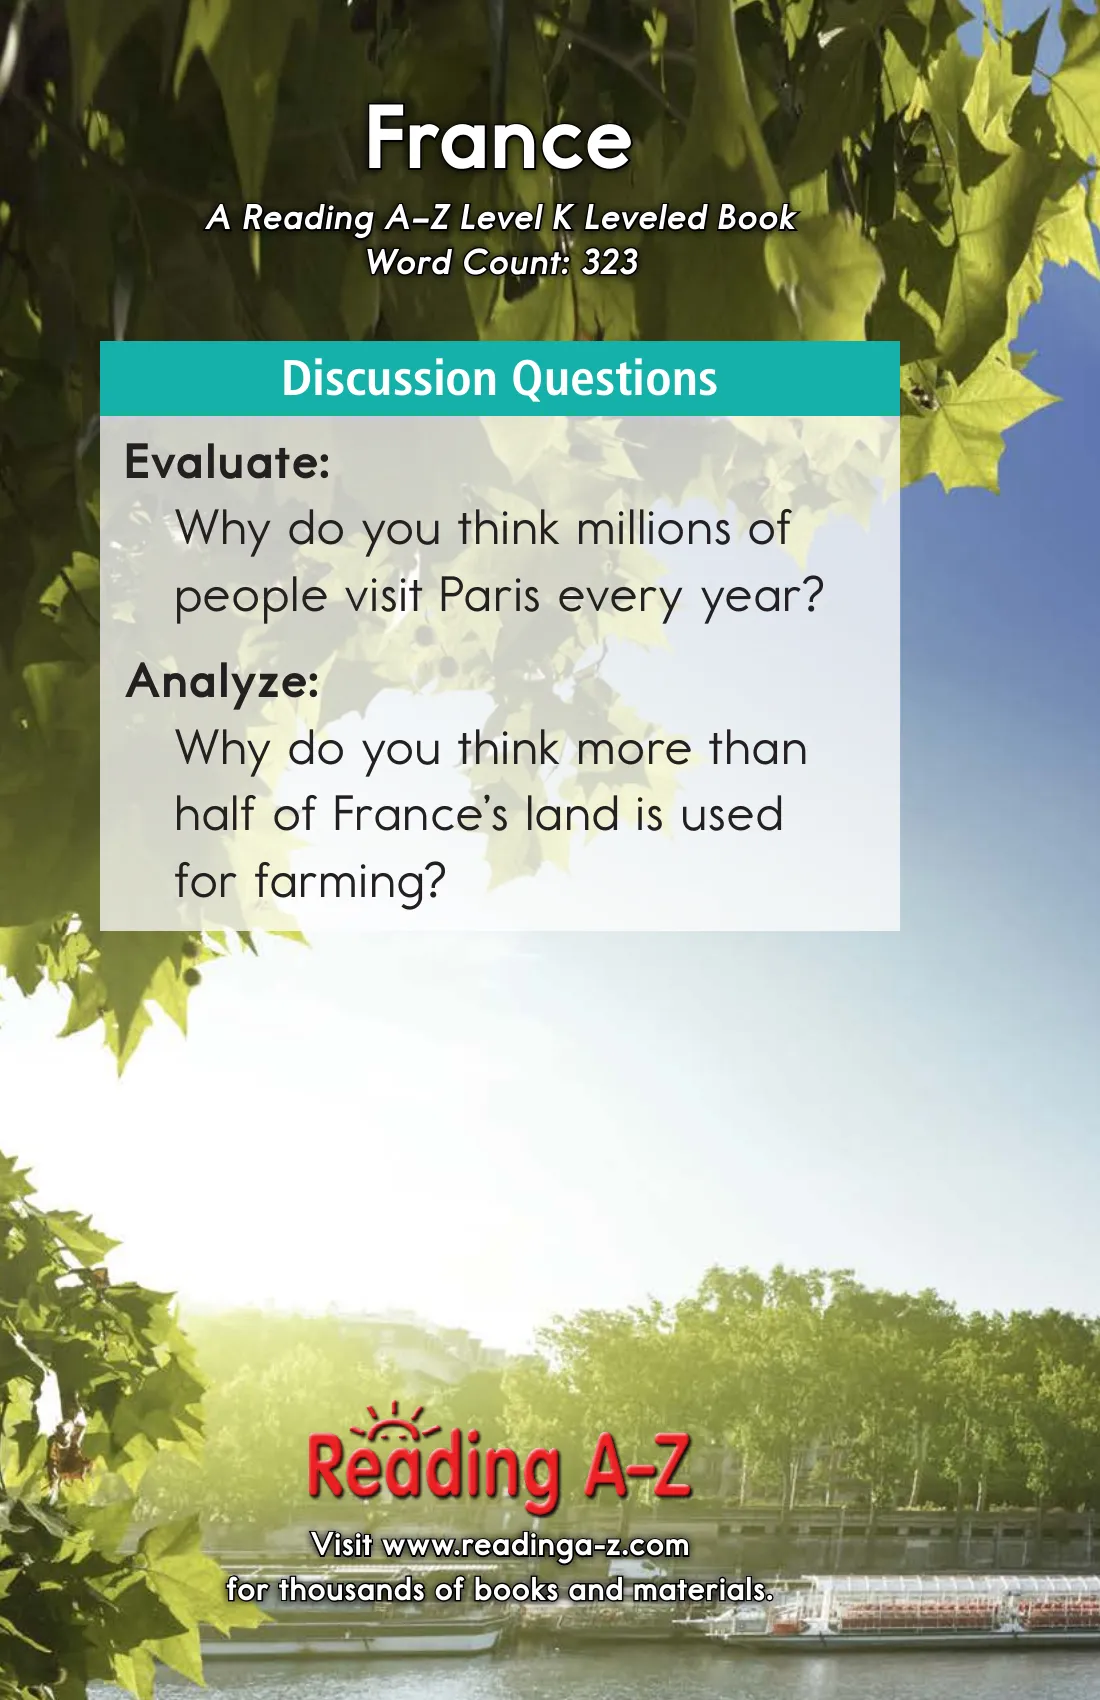 France
A Reading A–Z Level K Leveled Book
Word Count: 323
Discussion Questions
Evaluate:
Why do you think millions of
people visit Paris every year?
Analyze:
Why do you think more than
half of France’s land is used
for farming?
Reading A-Z
Visit www.readinga-z.com
for thousands of books and materials.